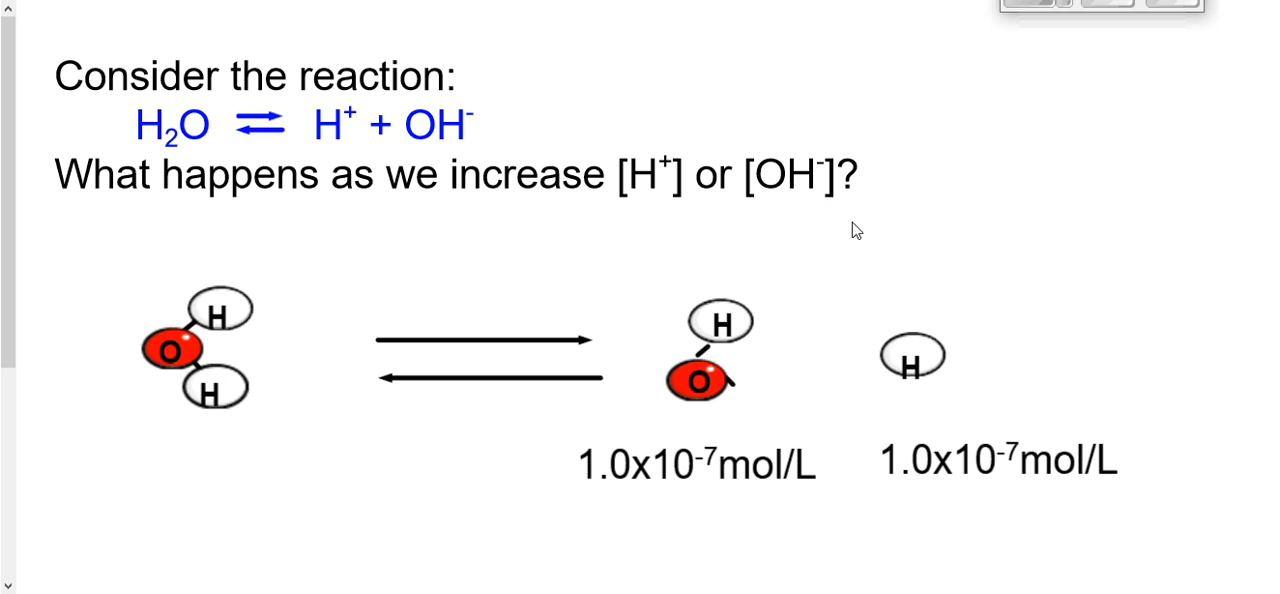 Consider the reaction:
H₂O ⇌ H⁺ + OH⁻
What happens as we increase [H⁺] or [OH⁻]?
H
O
H
H
O
H
1.0x10⁻⁷mol/L 1.0x10⁻⁷mol/L